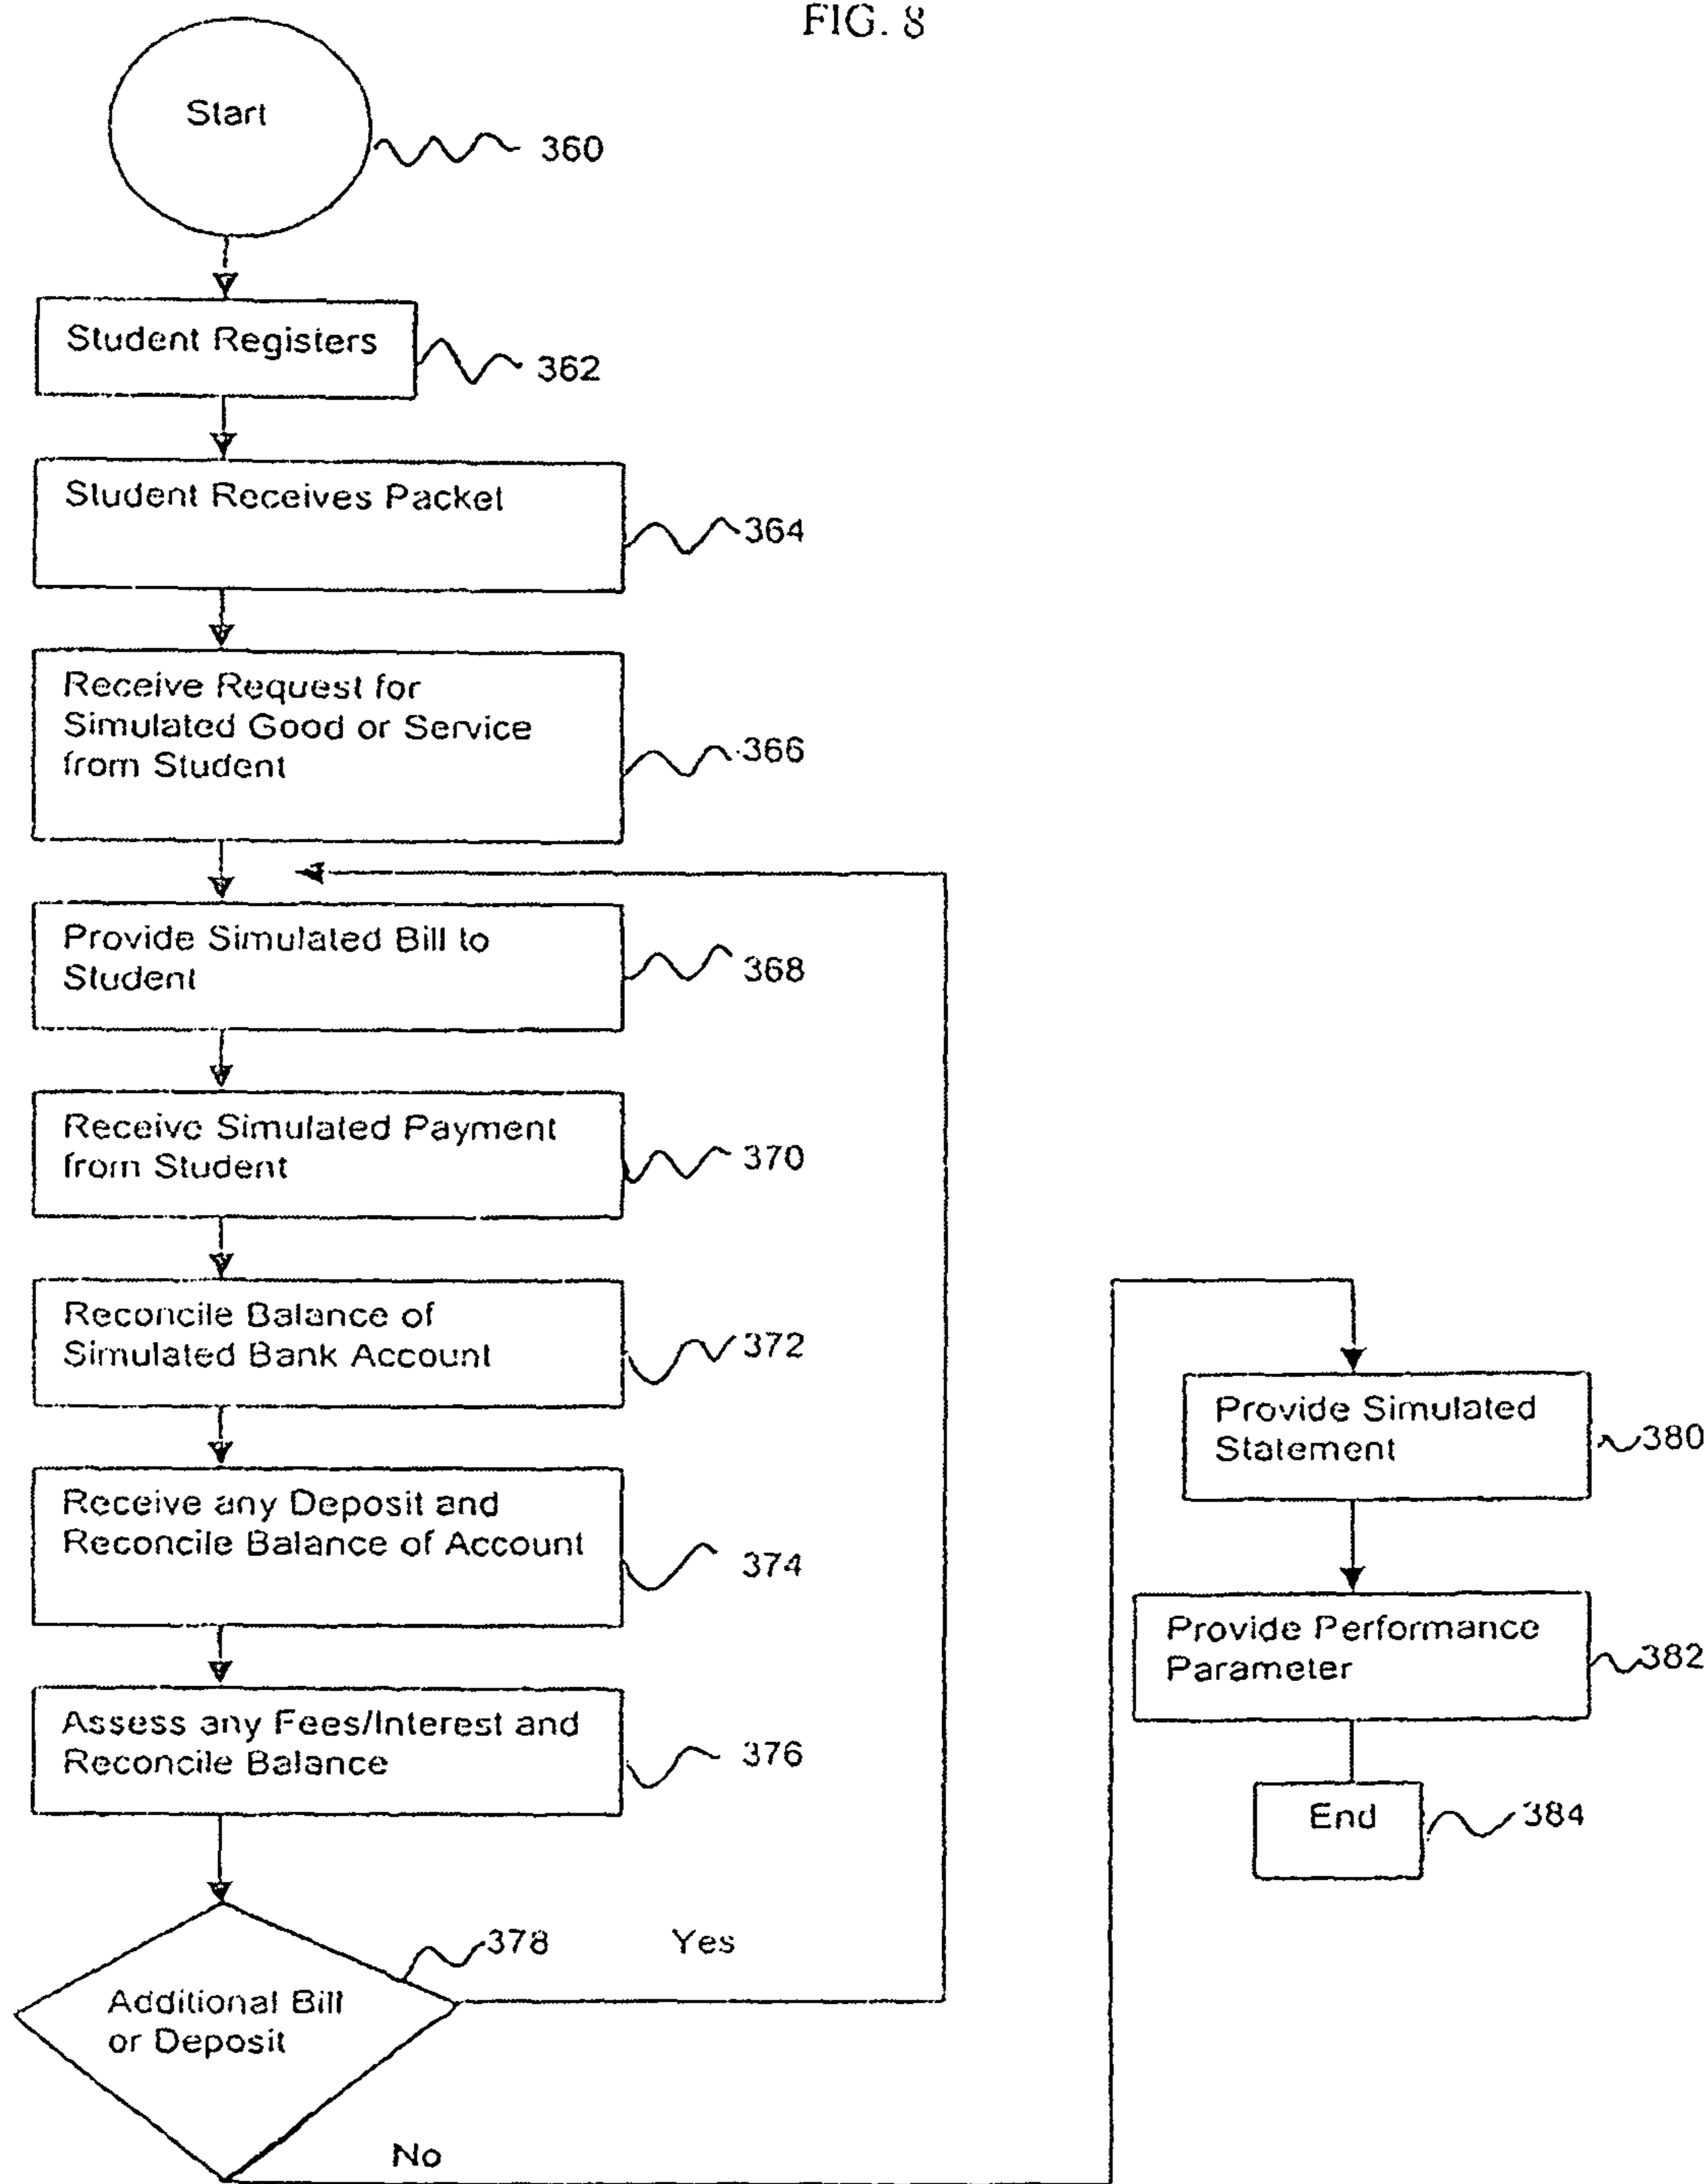 FIG. 8
Start
360
Student Registers
362
Student Receives Packet
364
Receive Request for
Simulated Good or Service
from Student
366
Provide Simulated Bill to
Student
368
Receive Simulated Payment
from Student
370
Reconcile Balance of
Simulated Bank Account
372
Receive any Deposit and
Reconcile Balance of Account
374
Assess any Fees/Interest and
Reconcile Balance
376
378
Yes
Additional Bill
or Deposit
No
Provide Simulated
Statement
380
Provide Performance
Parameter
382
End
384